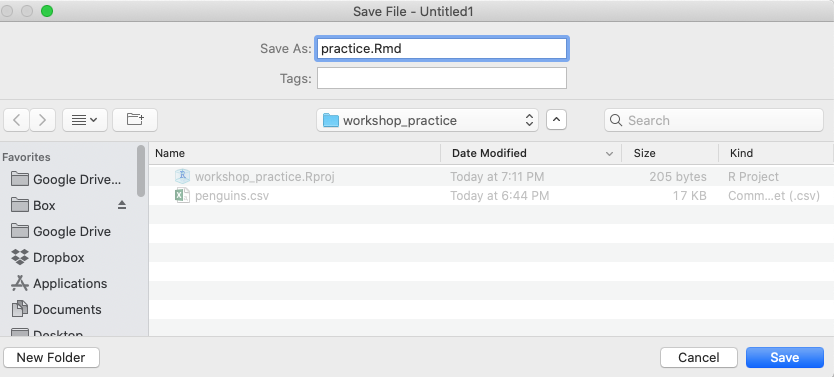 Save File - Untitled1
Save As: practice.Rmd
Tags:
workshop_practice
Search
Favorites
Google Drive...
Box
Google Drive
Dropbox
Applications
Documents
Desktop
Name Date Modified Size Kind
workshop_practice.Rproj Today at 7:11 PM 205 bytes R Project
penguins.csv Today at 6:44 PM 17 KB Comm...et (.csv)
New Folder Cancel Save